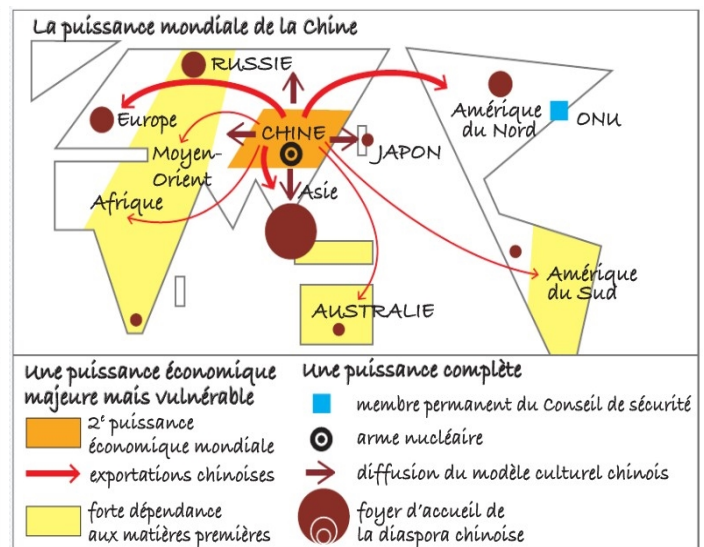 La puissance mondiale de la Chine
RUSSIE
Europe
CHINE
Amérique
du Nord
ONU
Moyen-
Orient
JAPON
Afrique
Asie
Amérique
du Sud
AUSTRALIE
Une puissance économique
majeure mais vulnérable
2e puissance
économique mondiale
exportations chinoises
forte dépendance
aux matières premières
Une puissance complète
membre permanent du Conseil de sécurité
arme nucléaire
diffusion du modèle culturel chinois
foyer d'accueil de
la diaspora chinoise